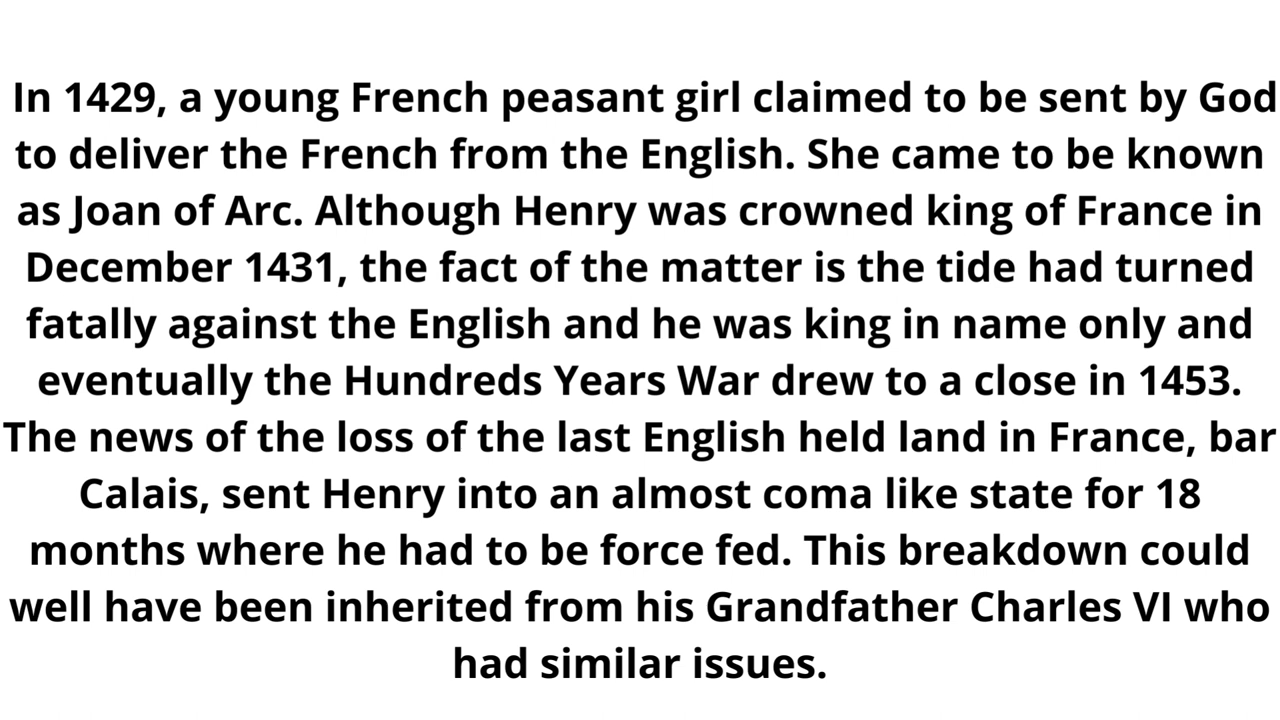 In 1429, a young French peasant girl claimed to be sent by God
to deliver the French from the English. She came to be known
as Joan of Arc. Although Henry was crowned king of France in
December 1431, the fact of the matter is the tide had turned
fatally against the English and he was king in name only and
eventually the Hundreds Years War drew to a close in 1453.
The news of the loss of the last English held land in France, bar
Calais, sent Henry into an almost coma like state for 18
months where he had to be force fed. This breakdown could
well have been inherited from his Grandfather Charles VI who
had similar issues.